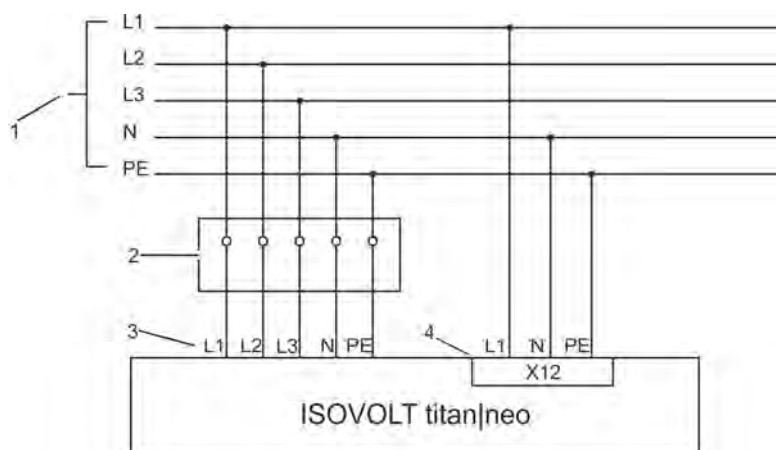 L1
L2
L3
1
N
PE
2
3
L1 L2 L3 N PE
4
L1 N PE
X12
ISOVOLT titan|neo